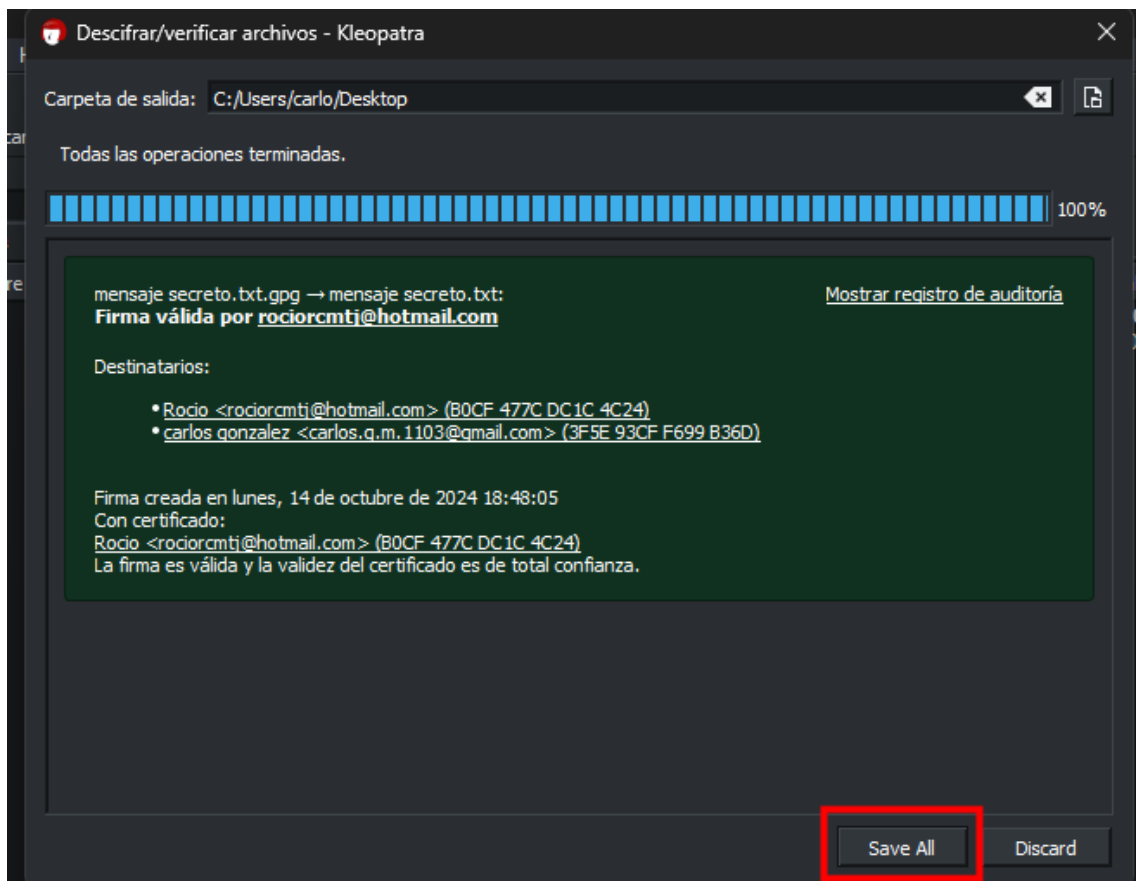 Descifrar/verificar archivos - Kleopatra
Carpeta de salida: C:/Users/carlo/Desktop
Todas las operaciones terminadas.
100%
mensaje secreto.txt.gpg → mensaje secreto.txt: Mostrar registro de auditoría
Firma válida por rociorcmtj@hotmail.com
Destinatarios:
• Rocio <rociorcmtj@hotmail.com> (B0CF 477C DC1C 4C24)
• carlos gonzalez <carlos.g.m.1103@gmail.com> (3F5E 93CF F699 B36D)
Firma creada en lunes, 14 de octubre de 2024 18:48:05
Con certificado:
Rocio <rociorcmtj@hotmail.com> (B0CF 477C DC1C 4C24)
La firma es válida y la validez del certificado es de total confianza.
Save All Discard